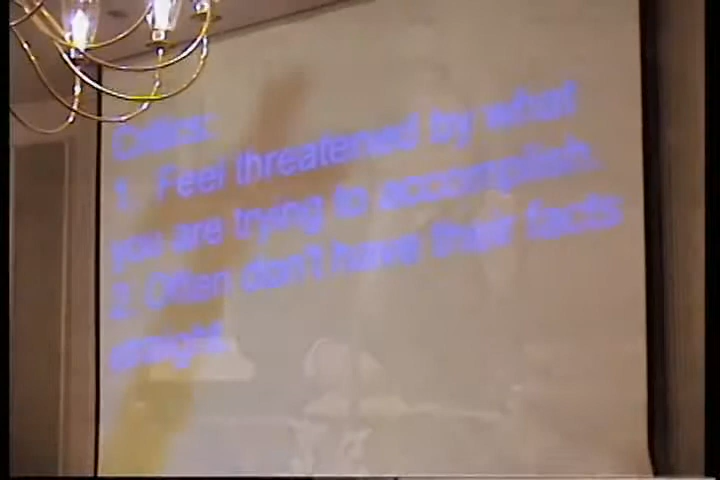 Critics:
1. Feel threatened by what
you are trying to accomplish.
2. Often don't have their facts
straight.